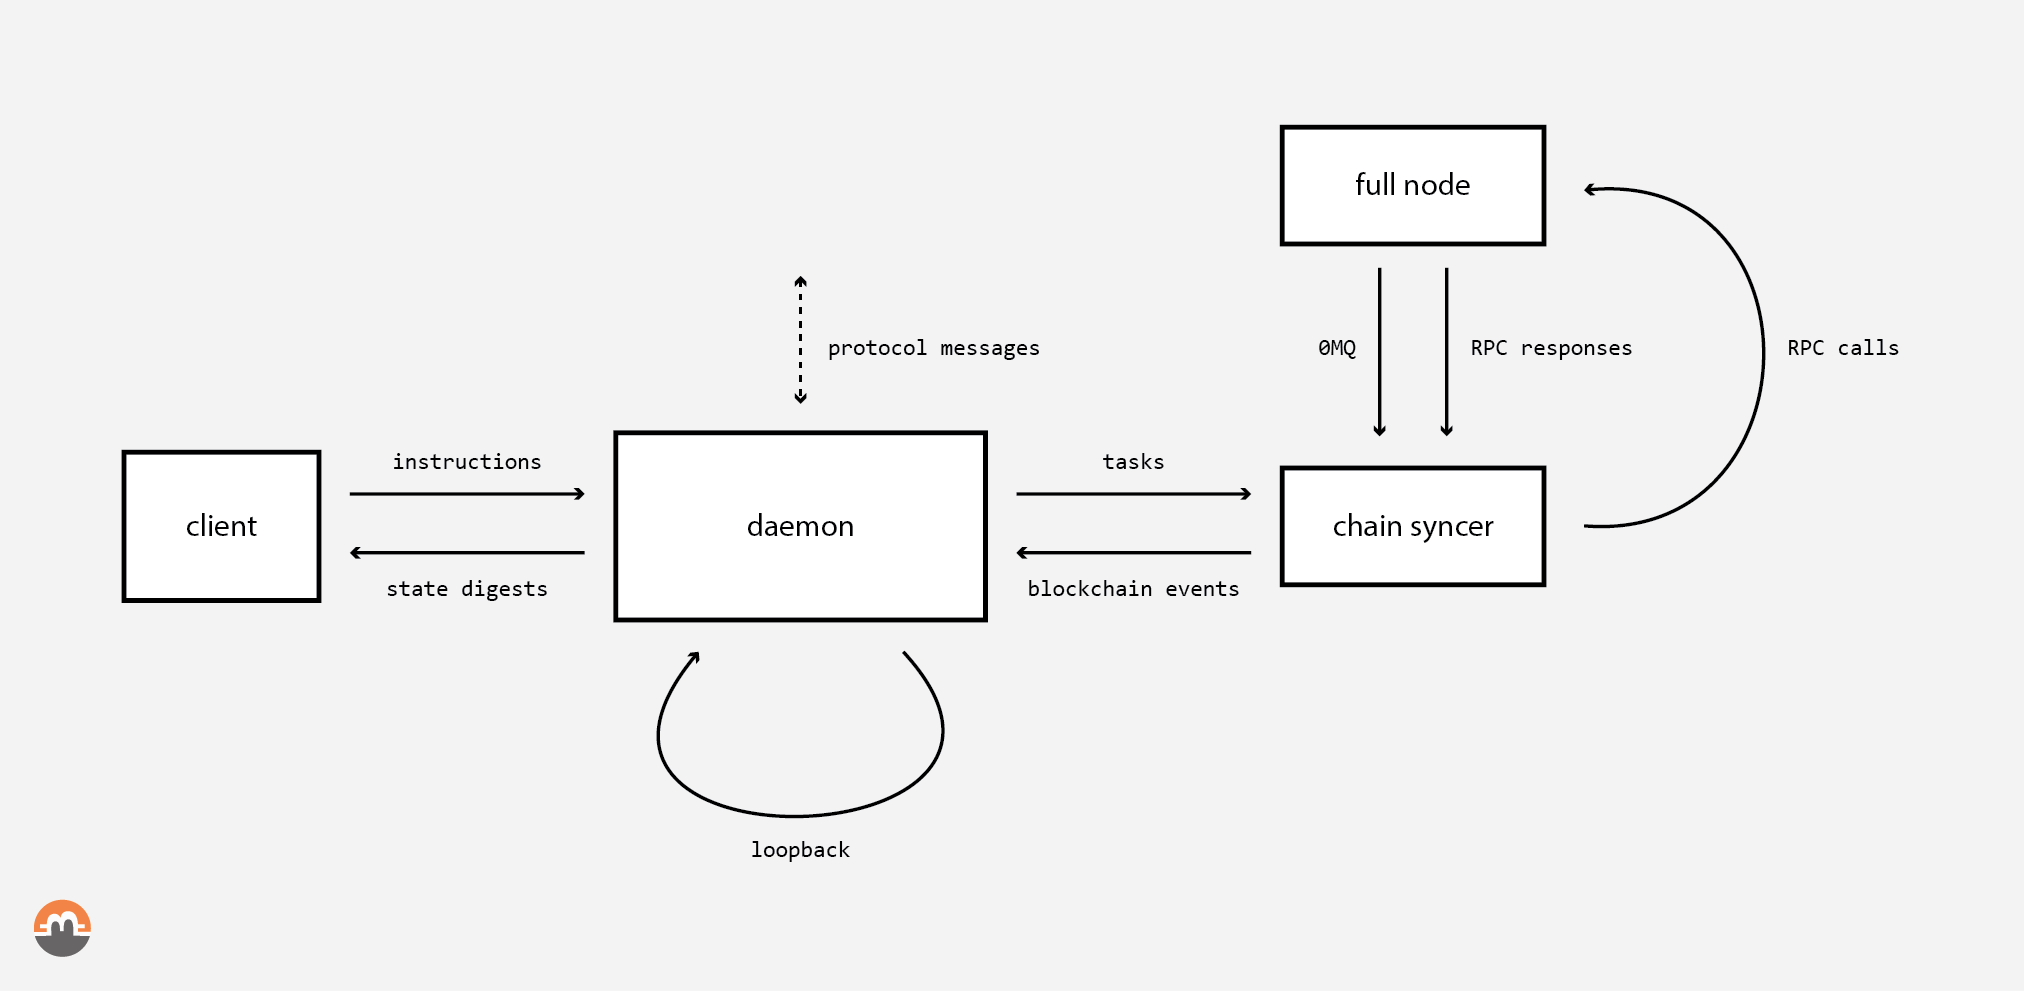 full node
protocol messages
0MQ
RPC responses
RPC calls
instructions
tasks
client
daemon
chain syncer
state digests
blockchain events
loopback